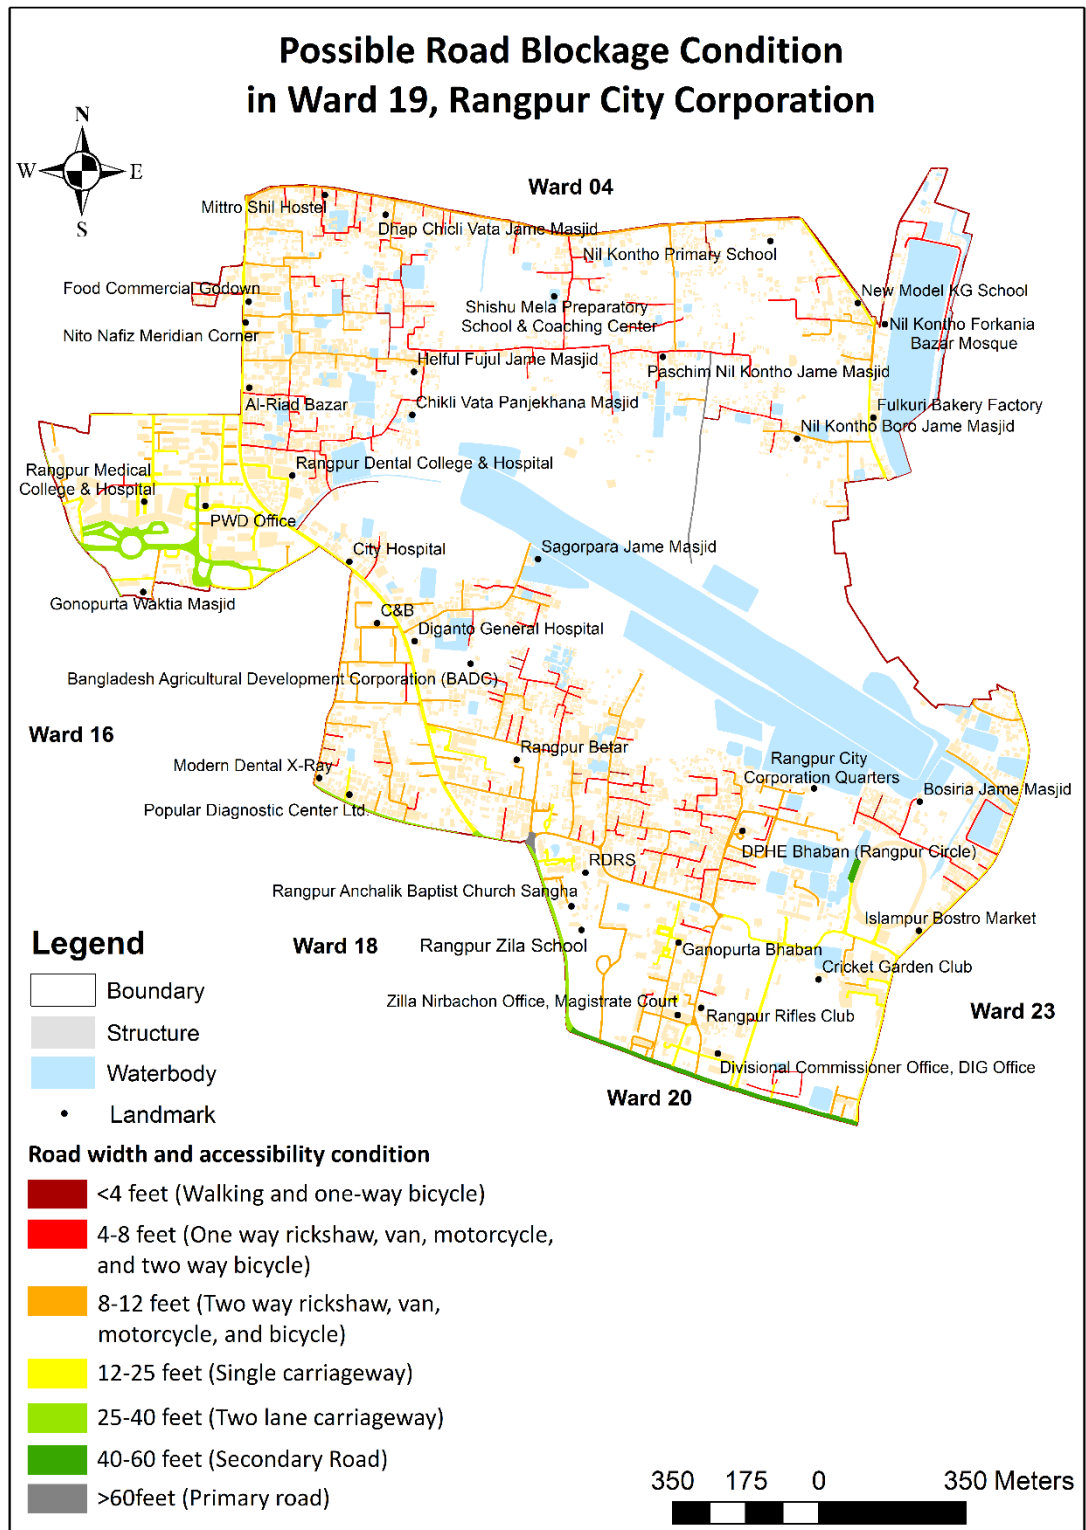 Possible Road Blockage Condition
in Ward 19, Rangpur City Corporation
N
W
E
S
Ward 04
Mittro Shil Hostel
Dhap Chicli Vata Jame Masjid
Nil Kontho Primary School
Food Commercial Godown
New Model KG School
Shishu Mela Preparatory
School & Coaching Center
Nil Kontho Forkania
Bazar Mosque
Nito Nafiz Meridian Corner
Helful Fujul Jame Masjid
Paschim Nil Kontho Jame Masjid
Al-Riad Bazar
Chikli Vata Panjekhana Masjid
Fulkuri Bakery Factory
Nil Kontho Boro Jame Masjid
Rangpur Medical
College & Hospital
Rangpur Dental College & Hospital
PWD Office
City Hospital
Sagorpara Jame Masjid
Gonopurta Waktia Masjid
C&B
Diganto General Hospital
Bangladesh Agricultural Development Corporation (BADC)
Ward 16
Rangpur Betar
Modern Dental X-Ray
Rangpur City
Corporation Quarters
Bosiria Jame Masjid
Popular Diagnostic Center Ltd.
DPHE Bhaban (Rangpur Circle)
RDRS
Rangpur Anchalik Baptist Church Sangha
Islampur Bostro Market
Ward 18
Rangpur Zila School
Ganopurta Bhaban
Cricket Garden Club
Zilla Nirbachon Office, Magistrate Court
Rangpur Rifles Club
Ward 23
Divisional Commissioner Office, DIG Office
Ward 20
Legend
Boundary
Structure
Waterbody
Landmark
Road width and accessibility condition
<4 feet (Walking and one-way bicycle)
4-8 feet (One way rickshaw, van, motorcycle,
and two way bicycle)
8-12 feet (Two way rickshaw, van,
motorcycle, and bicycle)
12-25 feet (Single carriageway)
25-40 feet (Two lane carriageway)
40-60 feet (Secondary Road)
>60feet (Primary road)
350 175 0 350 Meters